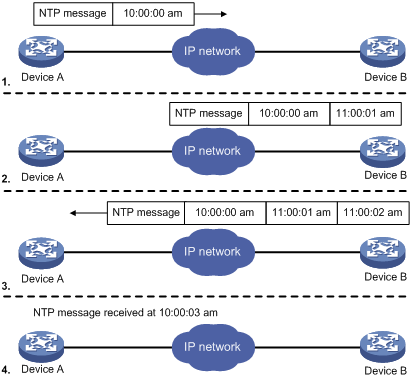 NTP message 10:00:00 am
IP network
Device A
Device B
1.
NTP message 10:00:00 am 11:00:01 am
IP network
Device A
Device B
2.
NTP message 10:00:00 am 11:00:01 am 11:00:02 am
IP network
Device A
Device B
3.
NTP message received at 10:00:03 am
IP network
Device A
Device B
4.